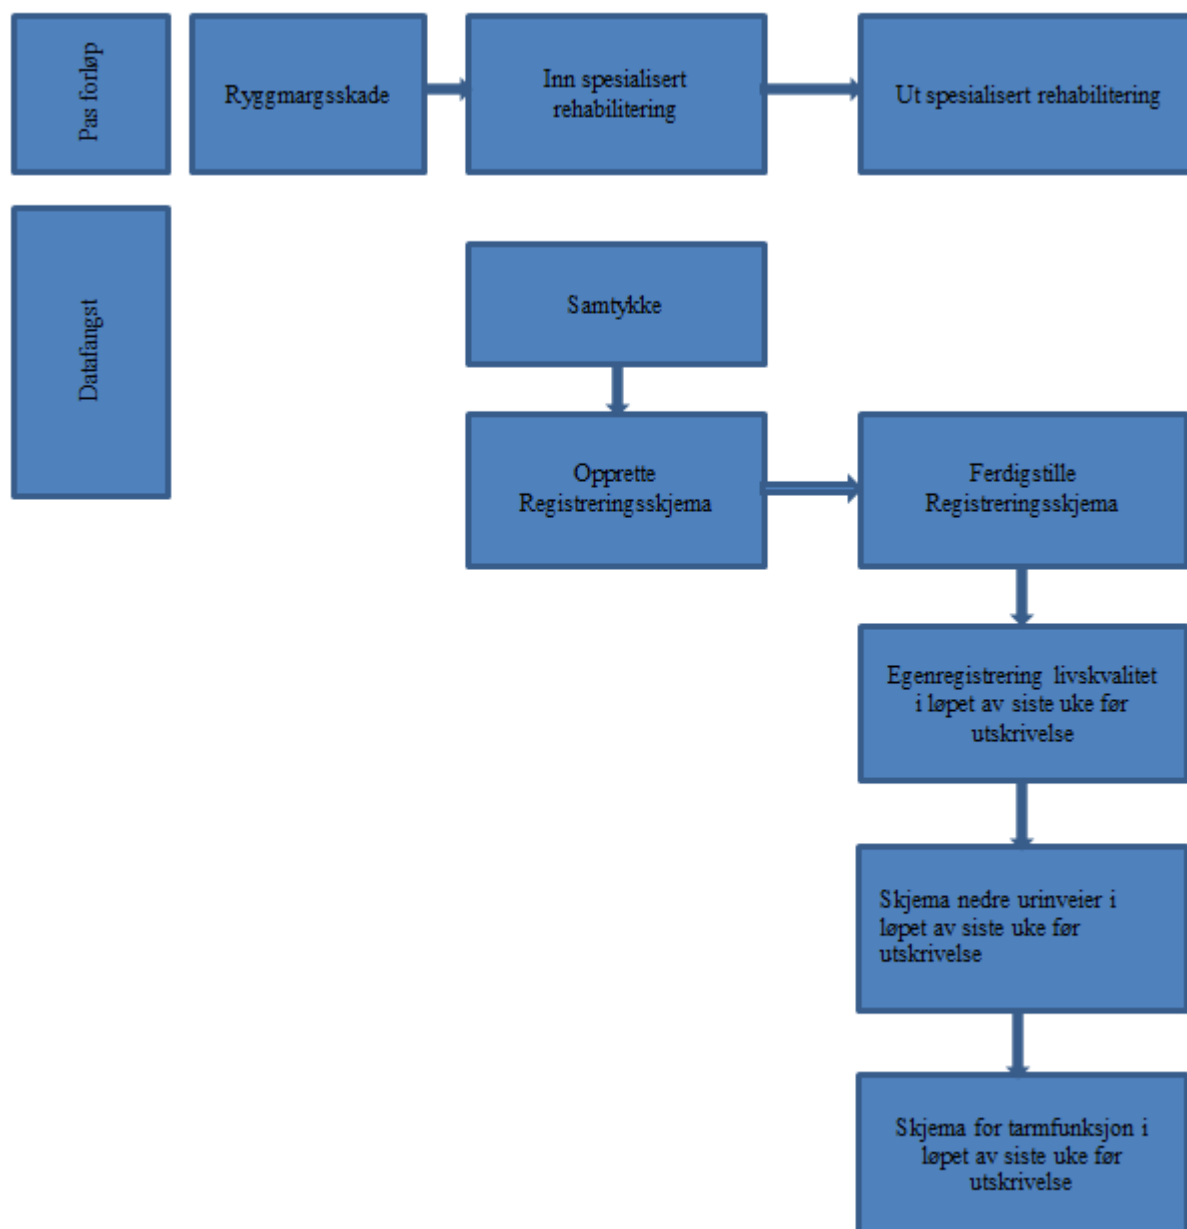 Pas forløp
Ryggmargsskade
Inn spesialisert
rehabilitering
Ut spesialisert rehabilitering
Datafangst
Samtykke
Opprette
Registreringsskjema
Ferdigstille
Registreringsskjema
Egenregistrering livskvalitet
i løpet av siste uke før
utskrivelse
Skjema nedre urinveier i
løpet av siste uke før
utskrivelse
Skjema for tarmfunksjon i
løpet av siste uke før
utskrivelse